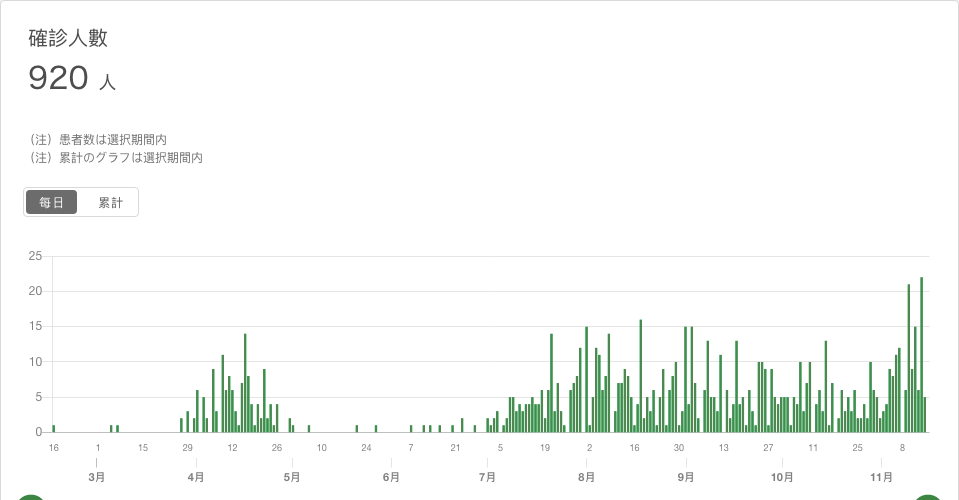 確診人數
920 人
（注）患者数は選択期間内
（注）累計のグラフは選択期間内
每日 累計
25
20
15
10
5
0
16 1 15 29 12 26 10 24 7 21 5 19 2 16 30 13 27 11 25 8
3月 4月 5月 6月 7月 8月 9月 10月 11月